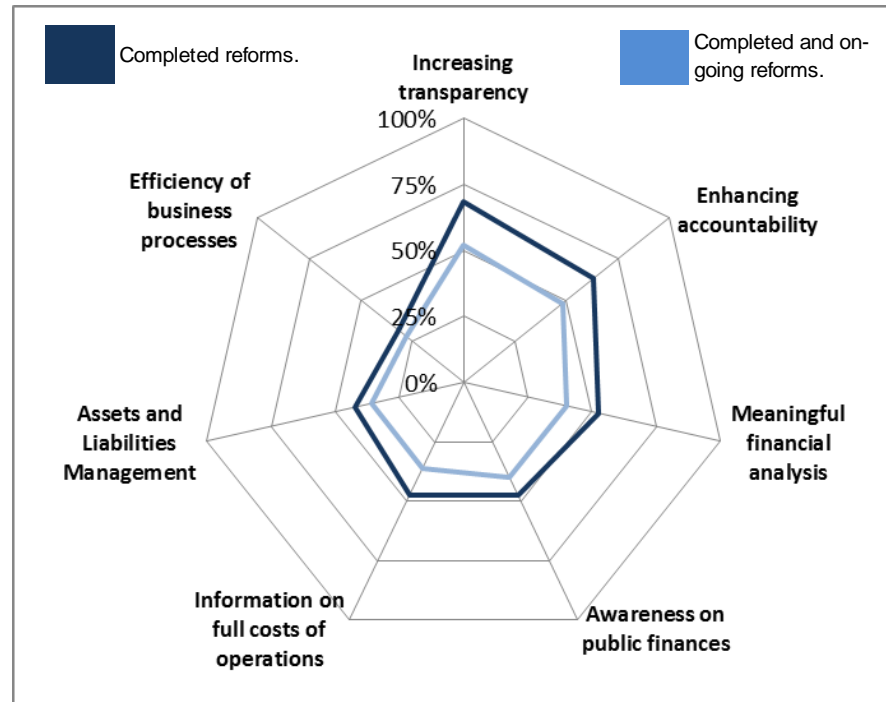 Completed reforms.
Completed and on-
going reforms.
Increasing
transparency
100%
75%
50%
25%
0%
Efficiency of
business
processes
Enhancing
accountability
Assets and
Liabilities
Management
Meaningful
financial
analysis
Information on
full costs of
operations
Awareness on
public finances